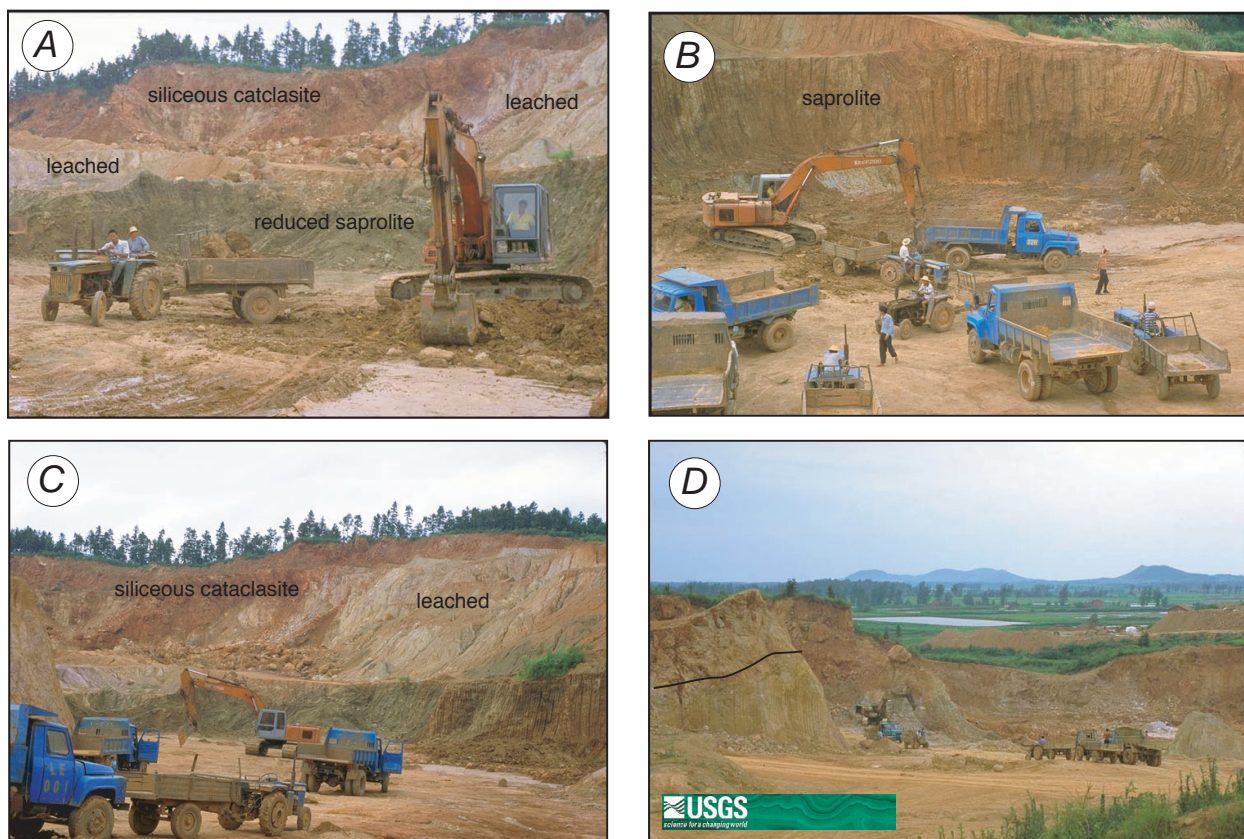 A
siliceous catclasite
leached
leached
reduced saprolite
B
saprolite
C
siliceous cataclasite
leached
D
USGS
science for a changing world